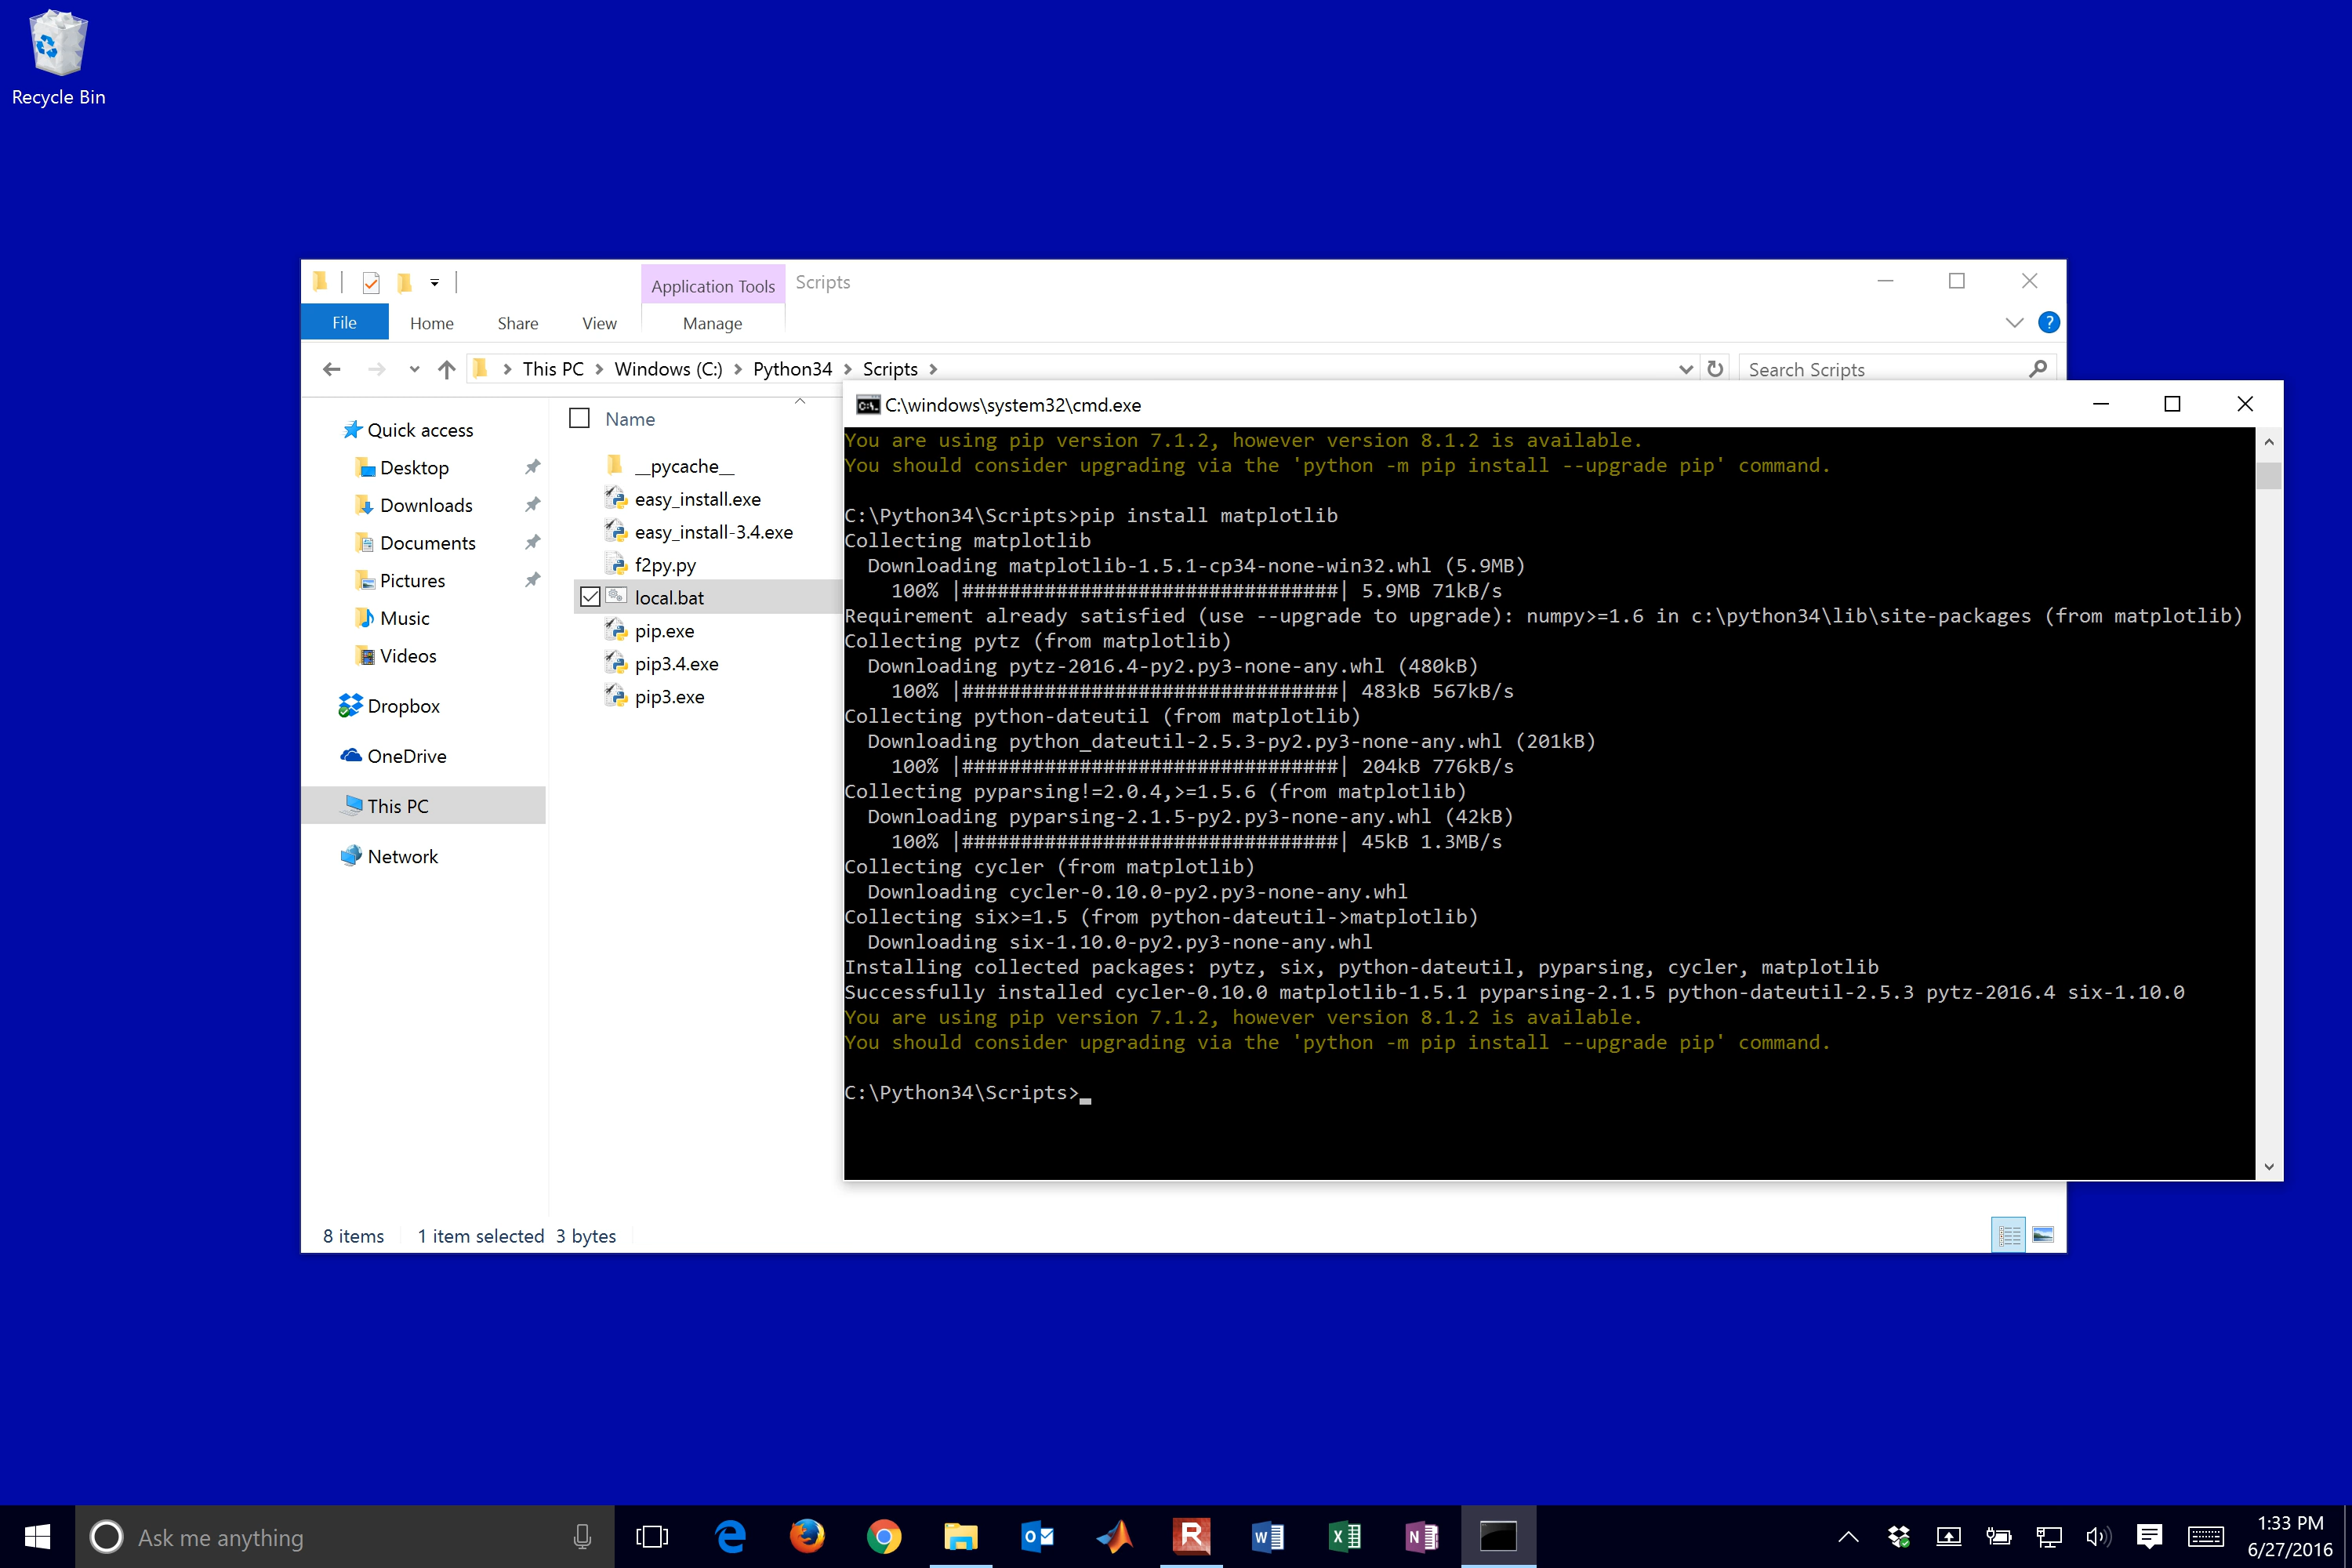 Recycle Bin
Application Tools
Scripts
File
Home
Share
View
Manage
This PC
Windows (C:)
Python34
Scripts
Search Scripts
Quick access
Desktop
Downloads
Documents
Pictures
Music
Videos
Dropbox
OneDrive
This PC
Network
Name
__pycache__
easy_install.exe
easy_install-3.4.exe
f2py.py
local.bat
pip.exe
pip3.4.exe
pip3.exe
8 items
1 item selected 3 bytes
C:\windows\system32\cmd.exe
You are using pip version 7.1.2, however version 8.1.2 is available.
You should consider upgrading via the 'python -m pip install --upgrade pip' command.
C:\Python34\Scripts>pip install matplotlib
Collecting matplotlib
Downloading matplotlib-1.5.1-cp34-none-win32.whl (5.9MB)
100% |################################| 5.9MB 71kB/s
Requirement already satisfied (use --upgrade to upgrade): numpy>=1.6 in c:\python34\lib\site-packages (from matplotlib)
Collecting pytz (from matplotlib)
Downloading pytz-2016.4-py2.py3-none-any.whl (480kB)
100% |################################| 483kB 567kB/s
Collecting python-dateutil (from matplotlib)
Downloading python_dateutil-2.5.3-py2.py3-none-any.whl (201kB)
100% |################################| 204kB 776kB/s
Collecting pyparsing!=2.0.4,>=1.5.6 (from matplotlib)
Downloading pyparsing-2.1.5-py2.py3-none-any.whl (42kB)
100% |################################| 45kB 1.3MB/s
Collecting cycler (from matplotlib)
Downloading cycler-0.10.0-py2.py3-none-any.whl
Collecting six>=1.5 (from python-dateutil->matplotlib)
Downloading six-1.10.0-py2.py3-none-any.whl
Installing collected packages: pytz, six, python-dateutil, pyparsing, cycler, matplotlib
Successfully installed cycler-0.10.0 matplotlib-1.5.1 pyparsing-2.1.5 python-dateutil-2.5.3 pytz-2016.4 six-1.10.0
You are using pip version 7.1.2, however version 8.1.2 is available.
You should consider upgrading via the 'python -m pip install --upgrade pip' command.
C:\Python34\Scripts>
Ask me anything
1:33 PM
6/27/2016